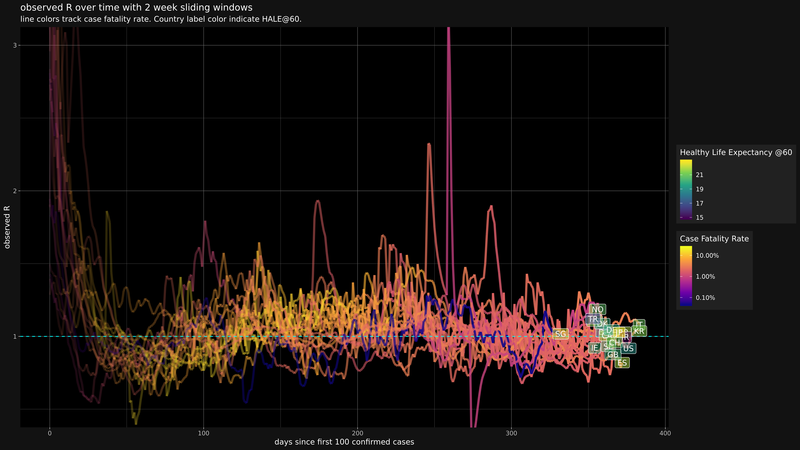 observed R over time with 2 week sliding windows
line colors track case fatality rate. Country label color indicate HALE@60.
3
2
1
observed R
0
100
200
300
400
days since first 100 confirmed cases
SG
NO
TR
IE
GB
US
ES
IT
KR
Healthy Life Expectancy @60
21
19
17
15
Case Fatality Rate
10.00%
1.00%
0.10%